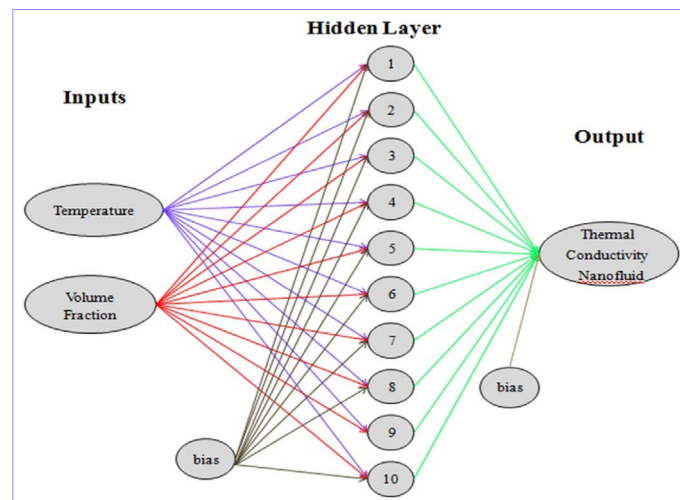 Hidden Layer
Inputs
Output
Temperature
Volume
Fraction
bias
1
2
3
4
5
6
7
8
9
10
Thermal
Conductivity
Nanofluid
bias